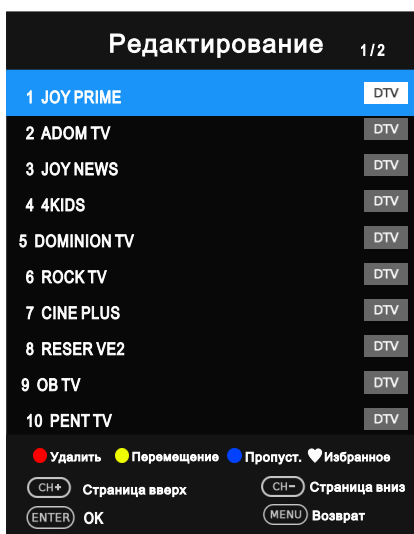 Редактирование 1/2
1 JOY PRIME DTV
2 ADOM TV DTV
3 JOY NEWS DTV
4 4KIDS DTV
5 DOMINION TV DTV
6 ROCK TV DTV
7 CINE PLUS DTV
8 RESER VE2 DTV
9 OB TV DTV
10 PENT TV DTV
Удалить Перемещение Пропуст. Избранное
CH+ Страница вверх CH− Страница вниз
ENTER OK MENU Возврат